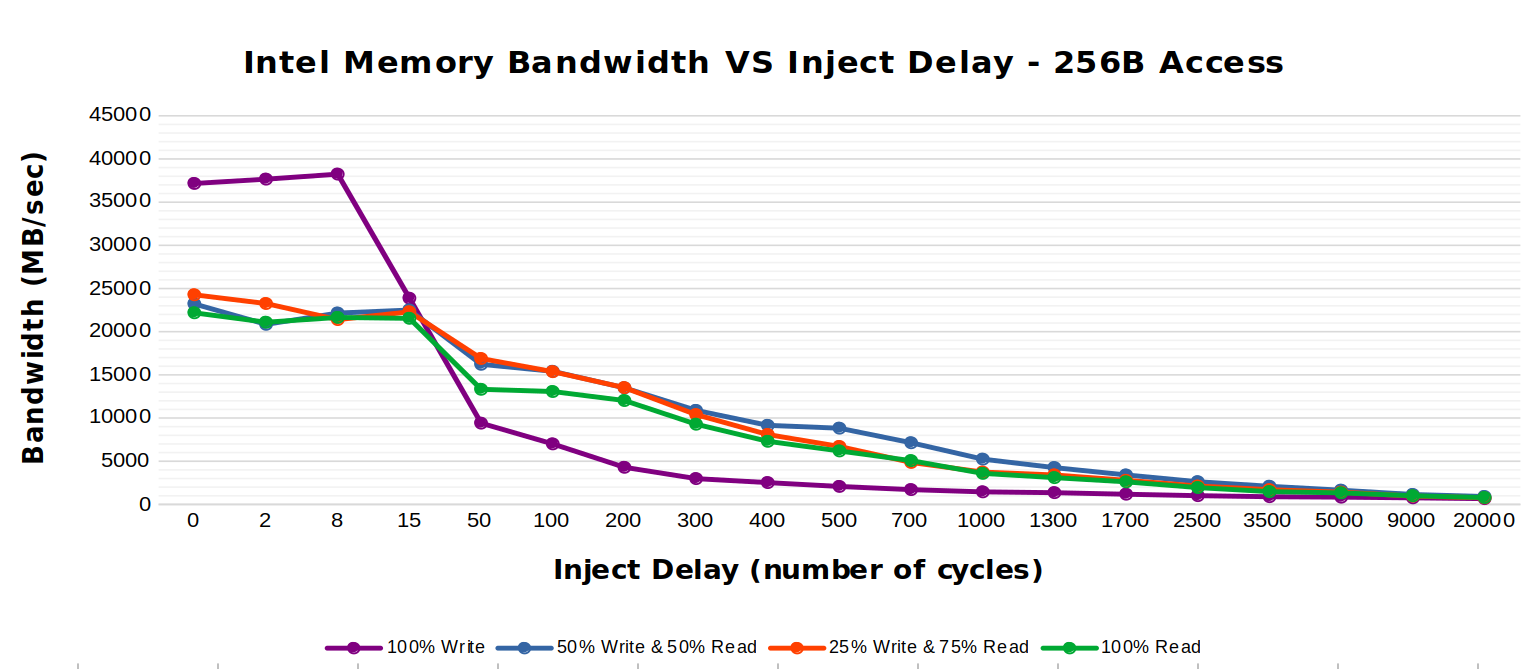 Intel Memory Bandwidth VS Inject Delay - 256B Access
Bandwidth (MB/sec)
45000
40000
35000
30000
25000
20000
15000
10000
5000
0
0 2 8 15 50 100 200 300 400 500 700 1000 1300 1700 2500 3500 5000 9000 20000
Inject Delay (number of cycles)
100% Write 50% Write & 50% Read 25% Write & 75% Read 100% Read